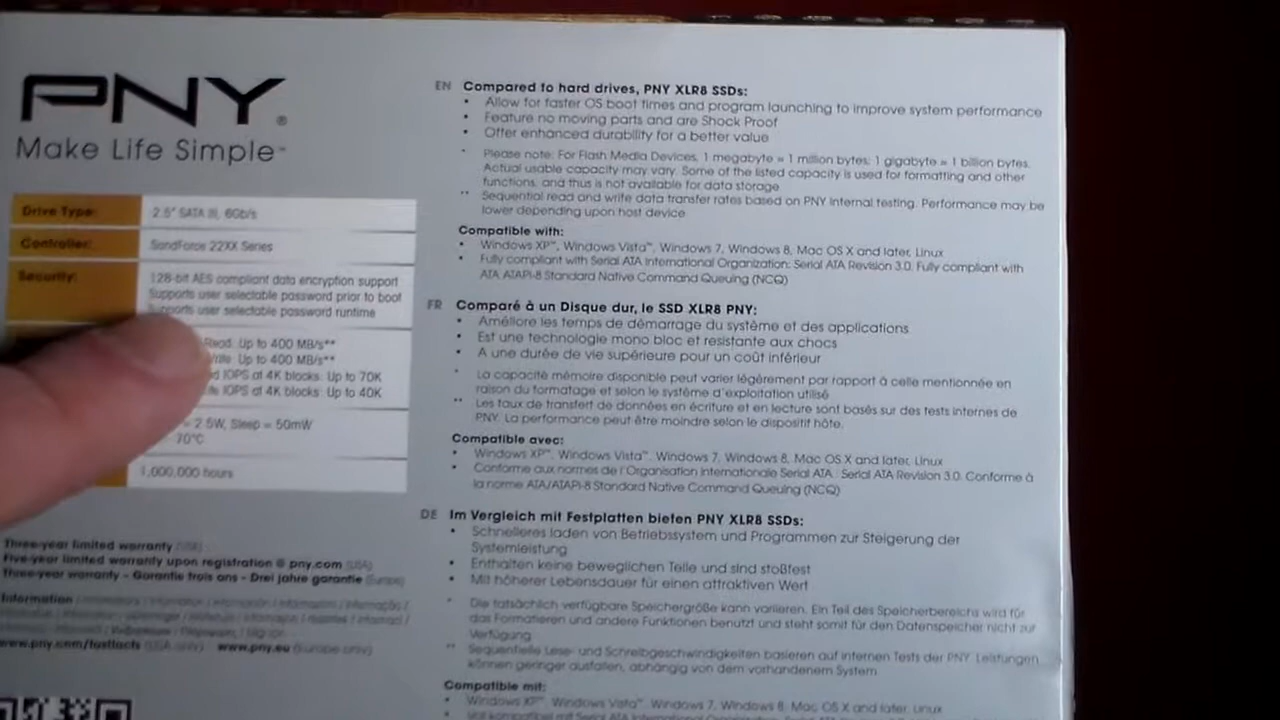 PNY®
Make Life Simple™
Drive Type: 2.5" SATA III, 6Gb/s
Controller: SandForce 22XX Series
Security: 128-bit AES compliant data encryption support
Supports user selectable password prior to boot
Supports user selectable password runtime
Read: Up to 400 MB/s**
Up to 400 MB/s**
IOPS at 4K blocks: Up to 70K
IOPS at 4K blocks: Up to 40K
= 2.5W, Sleep = 50mW
70°C
1,000,000 hours
Three-year limited warranty (USA)
Five-year limited warranty upon registration @ pny.com (USA)
Three-year warranty - Garantie trois ans - Drei jahre garantie (Europe)
Information
www.pny.com/fastfacts (USA only) www.pny.eu (Europe only)
EN Compared to hard drives, PNY XLR8 SSDs:
• Allow for faster OS boot times and program launching to improve system performance
• Feature no moving parts and are Shock Proof
• Offer enhanced durability for a better value
* Please note: For Flash Media Devices, 1 megabyte = 1 million bytes; 1 gigabyte = 1 billion bytes.
Actual usable capacity may vary. Some of the listed capacity is used for formatting and other
functions, and thus is not available for data storage
** Sequential read and write data transfer rates based on PNY internal testing. Performance may be
lower depending upon host device
Compatible with:
• Windows XP™, Windows Vista™, Windows 7, Windows 8, Mac OS X and later, Linux
• Fully compliant with Serial ATA International Organization: Serial ATA Revision 3.0. Fully compliant with
ATA/ATAPI-8 Standard Native Command Queuing (NCQ)
FR Comparé à un Disque dur, le SSD XLR8 PNY:
• Améliore les temps de démarrage du système et des applications
• Est une technologie mono bloc et resistante aux chocs
• A une durée de vie supérieure pour un coût inférieur
* La capacité mémoire disponible peut varier légèrement par rapport à celle mentionnée en
raison du formatage et selon le système d'exploitation utilisé
** Les taux de transfert de données en écriture et en lecture sont basés sur des tests internes de
PNY. La performance peut être moindre selon le dispositif hôte.
Compatible avec:
• Windows XP™, Windows Vista™, Windows 7, Windows 8, Mac OS X and later, Linux
• Conforme aux normes de l'Organisation Internationale Serial ATA : Serial ATA Revision 3.0. Conforme à
la norme ATA/ATAPI-8 Standard Native Command Queuing (NCQ)
DE Im Vergleich mit Festplatten bieten PNY XLR8 SSDs:
• Schnelleres laden von Betriebssystem und Programmen zur Steigerung der
Systemleistung
• Enthalten keine beweglichen Teile und sind stoßfest
• Mit höherer Lebensdauer für einen attraktiven Wert
* Die tatsächlich verfügbare Speichergröße kann variieren. Ein Teil des Speicherbereichs wird für
das Formatieren und andere Funktionen benutzt und steht somit für den Datenspeicher nicht zur
Verfügung
** Sequentielle Lese- und Schreibgeschwindigkeiten basieren auf internen Tests der PNY. Leistungen
können geringer ausfallen, abhängig von dem vorhandenem System
Compatible mit:
• Windows XP™, Windows Vista™, Windows 7, Windows 8, Mac OS X and later, Linux